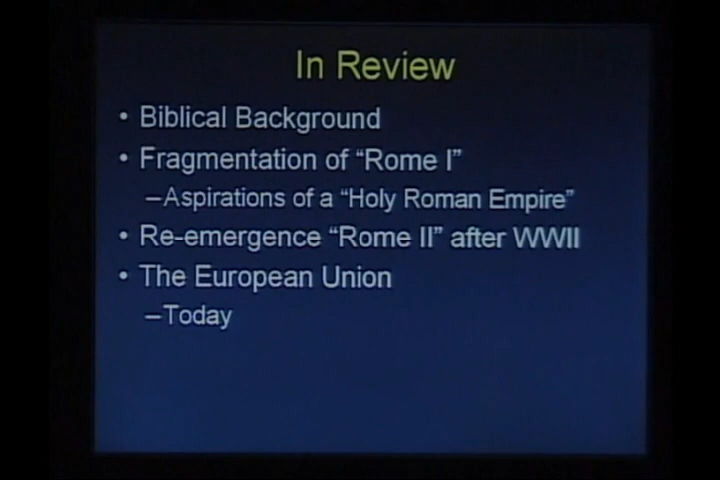 In Review
• Biblical Background
• Fragmentation of “Rome I”
–Aspirations of a “Holy Roman Empire”
• Re-emergence “Rome II” after WWII
• The European Union
–Today